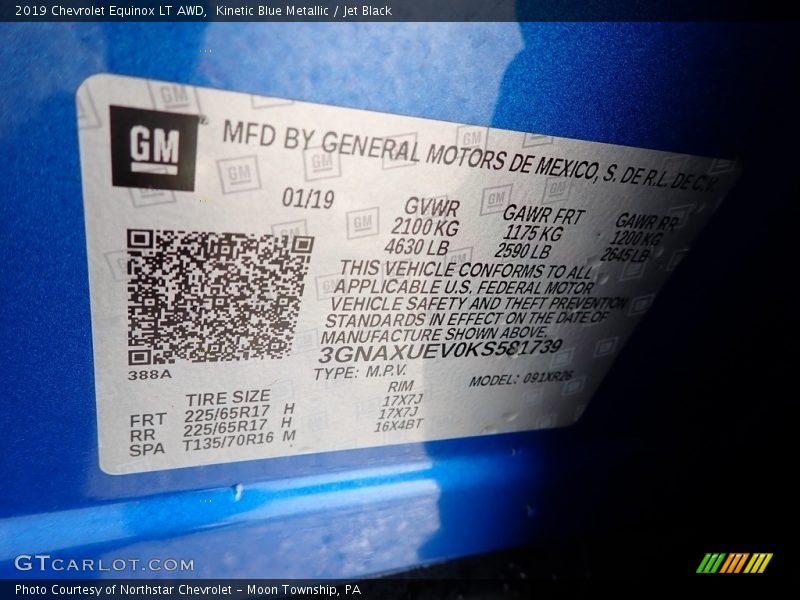 2019 Chevrolet Equinox LT AWD, Kinetic Blue Metallic / Jet Black
GM
MFD BY GENERAL MOTORS DE MEXICO, S. DE R.L. DE C.V.
01/19
GVWR GAWR FRT GAWR RR
2100 KG 1175 KG 1200 KG
4630 LB 2590 LB 2645 LB
THIS VEHICLE CONFORMS TO ALL
APPLICABLE U.S. FEDERAL MOTOR
VEHICLE SAFETY AND THEFT PREVENTION
STANDARDS IN EFFECT ON THE DATE OF
MANUFACTURE SHOWN ABOVE.
3GNAXUEV0KS581739
TYPE: M.P.V. MODEL: 091XR26
388A
TIRE SIZE RIM
FRT 225/65R17 H 17X7J
RR 225/65R17 H 17X7J
SPA T135/70R16 M 16X4BT
GTCARLOT.COM
Photo Courtesy of Northstar Chevrolet - Moon Township, PA